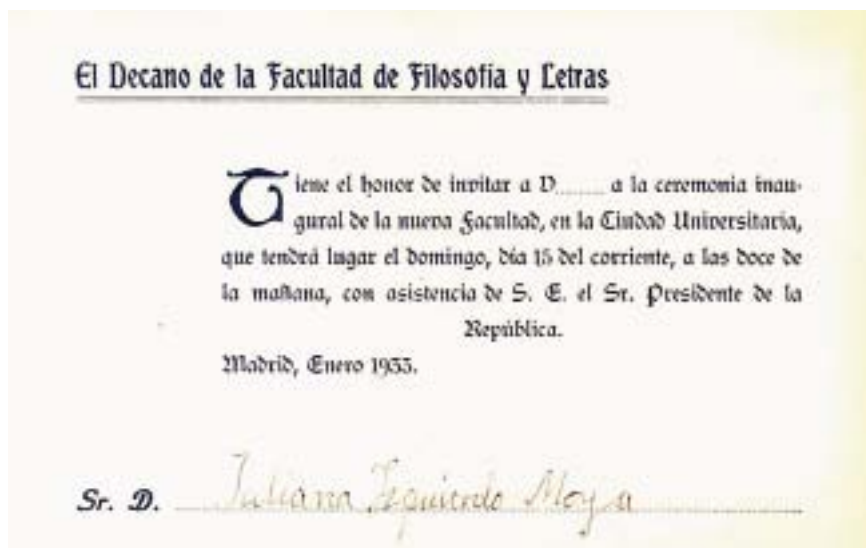 El Decano de la Facultad de Filosofía y Letras
Tiene el honor de invitar a V........ a la ceremonia inau-
gural de la nueva Facultad, en la Ciudad Universitaria,
que tendrá lugar el domingo, día 15 del corriente, a las doce de
la mañana, con asistencia de S. E. el Sr. Presidente de la
República.
Madrid, Enero 1933.
Sr. D. Juliana Izquierdo Moya